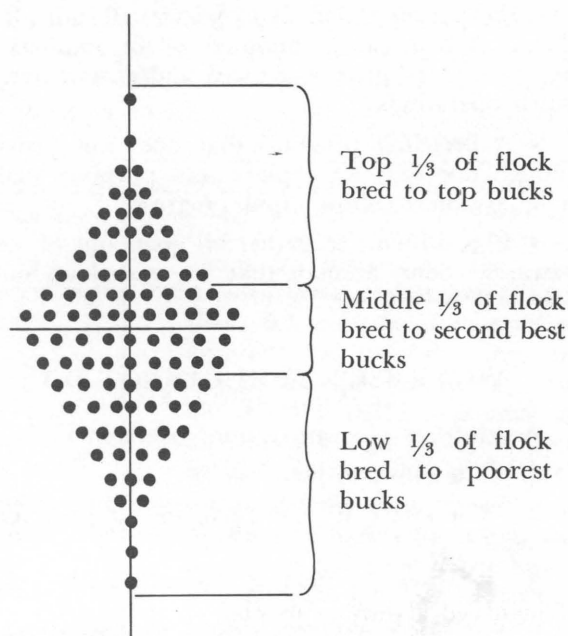 Top ⅓ of flock
bred to top bucks
Middle ⅓ of flock
bred to second best
bucks
Low ⅓ of flock
bred to poorest
bucks